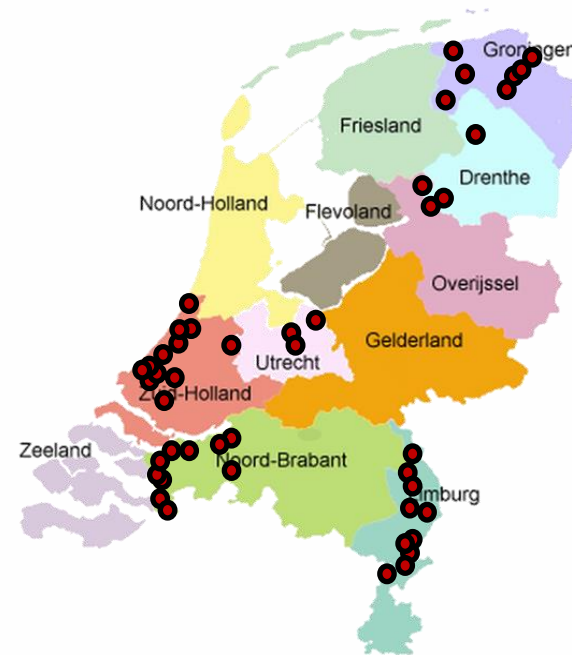 Groningen
Friesland
Drenthe
Noord-Holland
Flevoland
Overijssel
Gelderland
Utrecht
Zuid-Holland
Zeeland
Noord-Brabant
Limburg